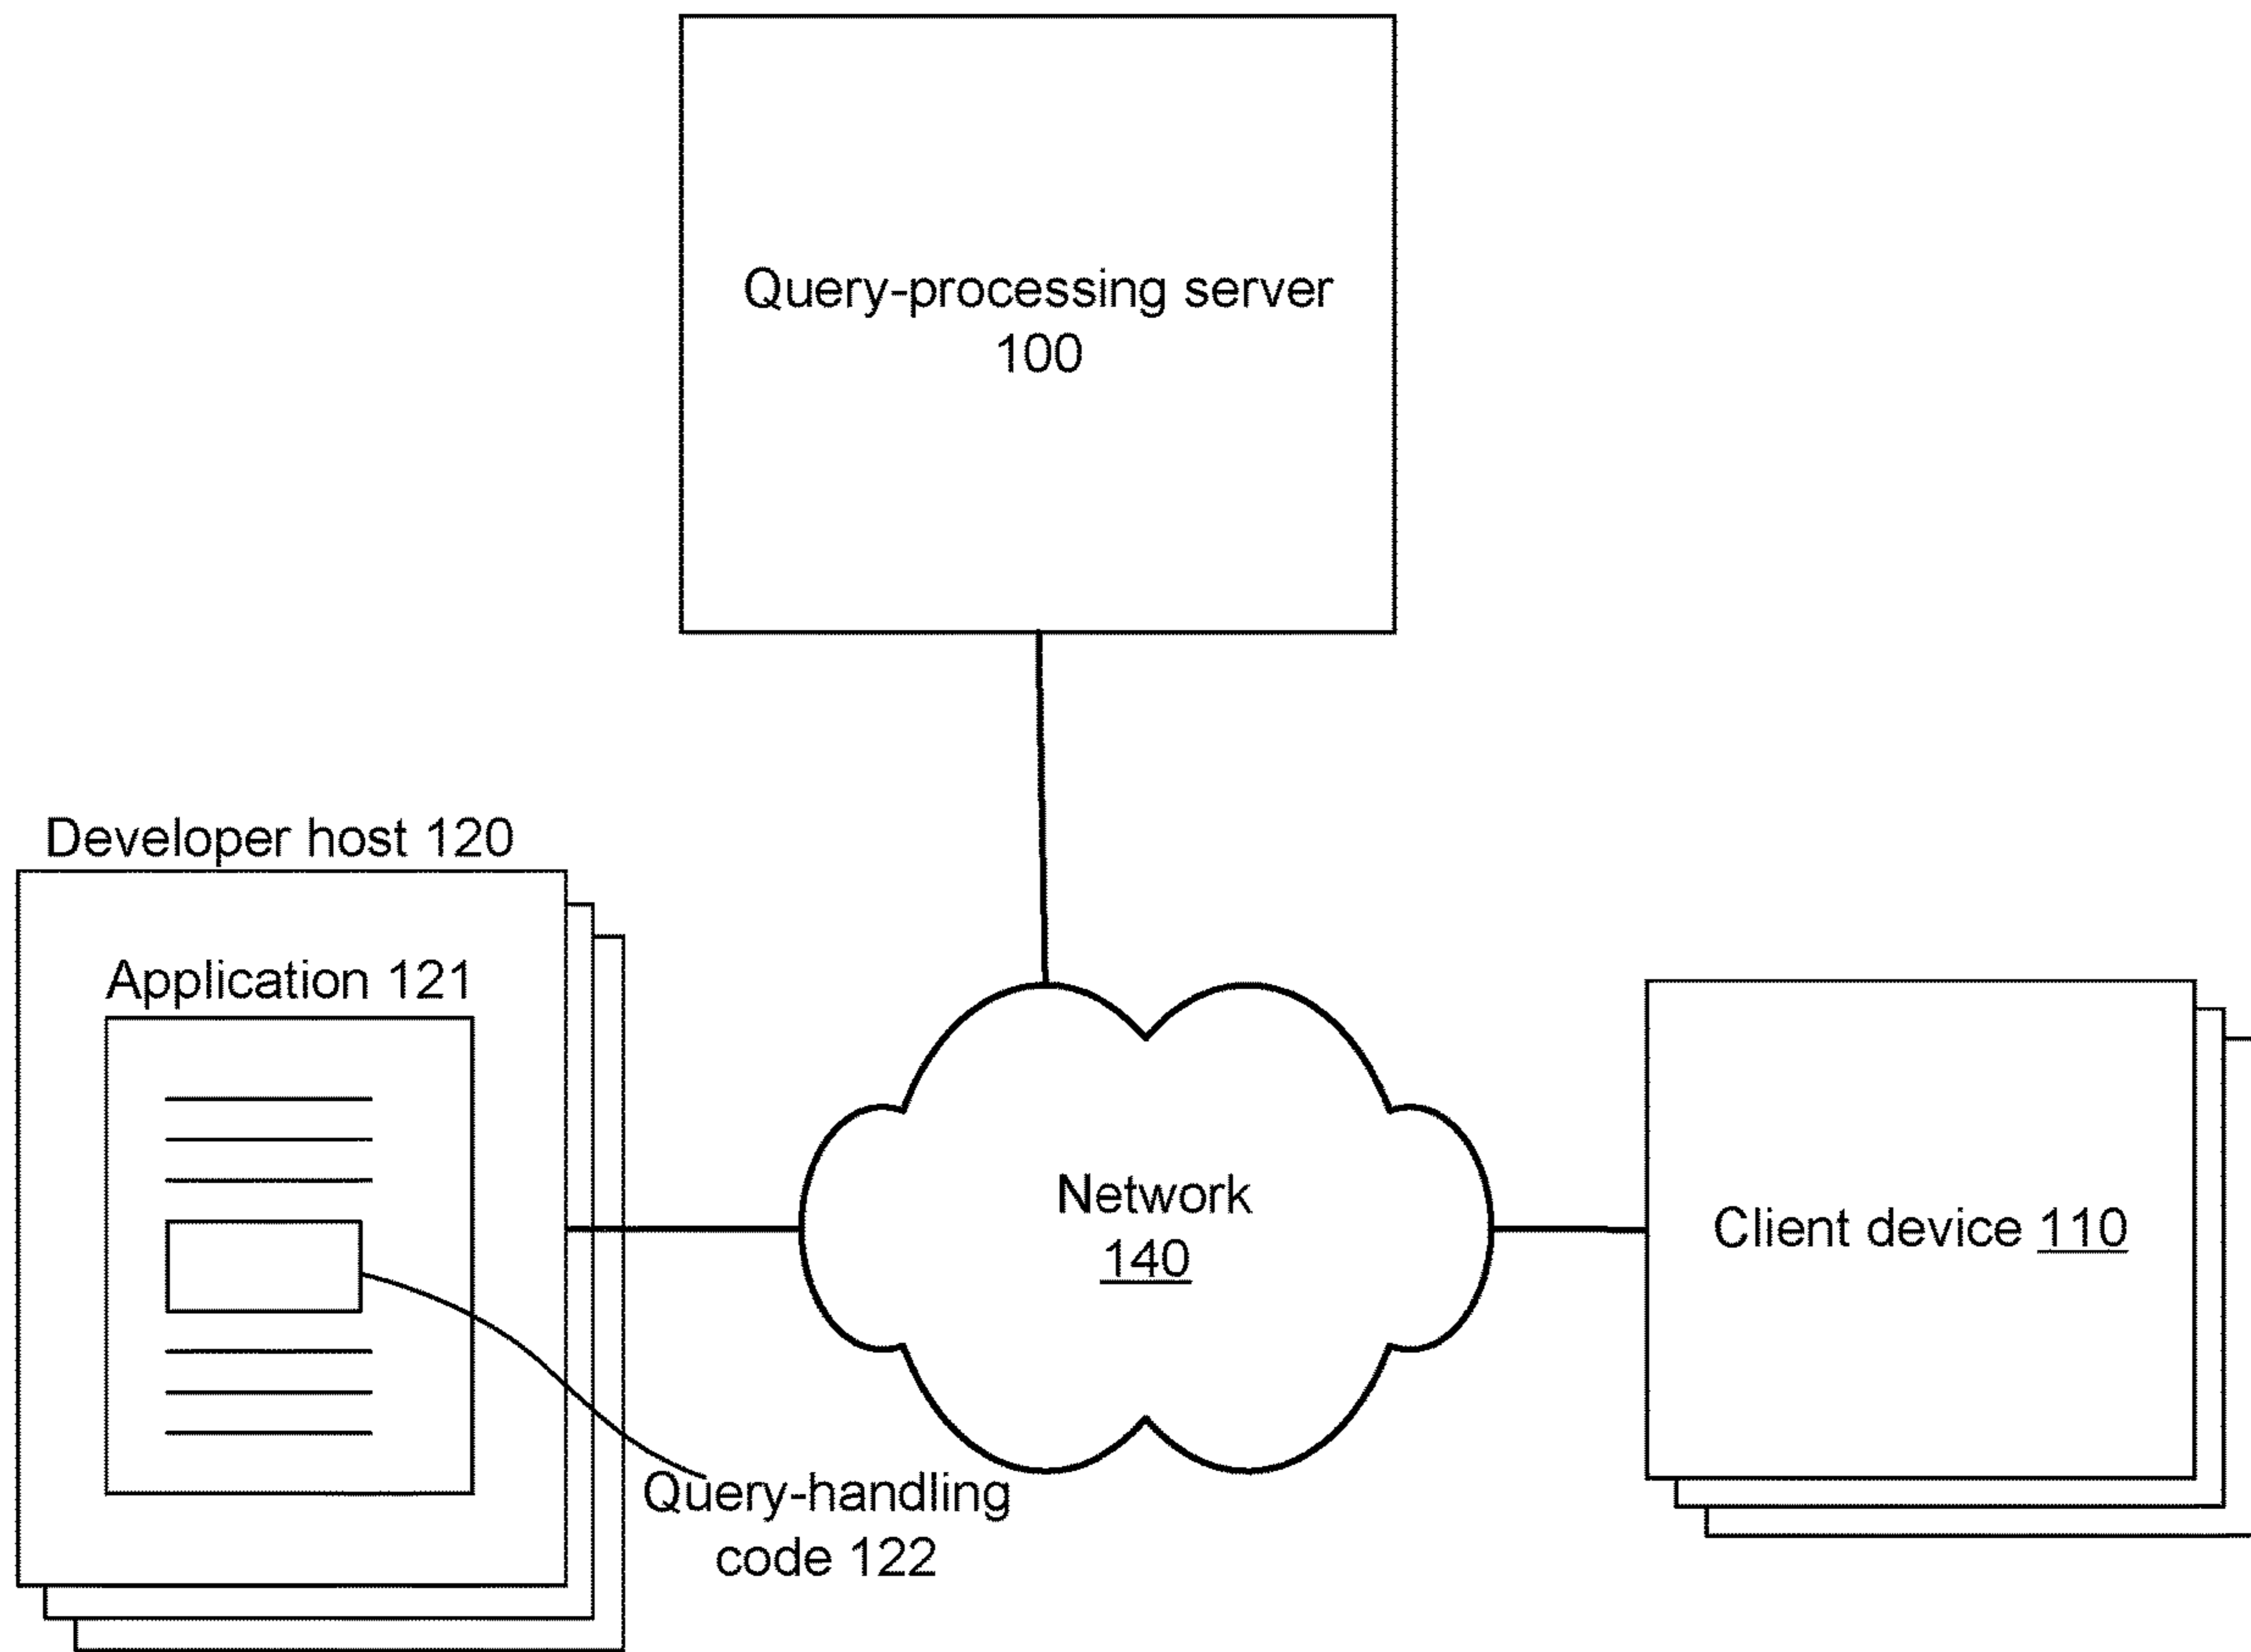 Query-processing server
100
Developer host 120
Application 121
Network
140
Client device 110
Query-handling
code 122